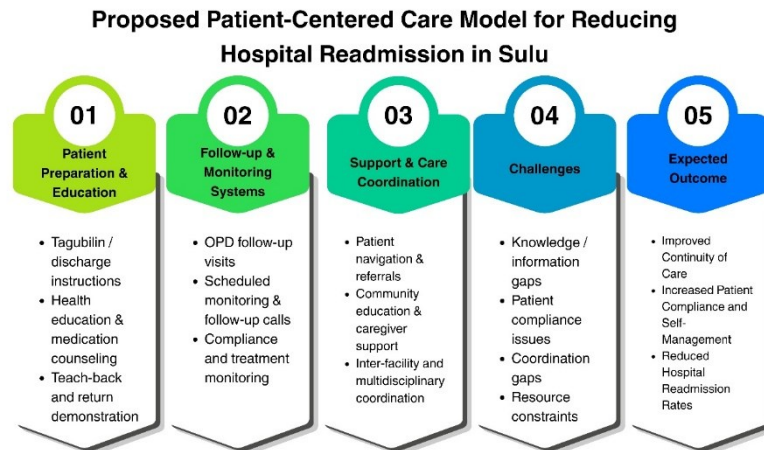 Proposed Patient-Centered Care Model for Reducing
Hospital Readmission in Sulu
01
Patient
Preparation &
Education
• Tagubilin /
discharge
instructions
• Health
education &
medication
counseling
• Teach-back
and return
demonstration
02
Follow-up &
Monitoring
Systems
• OPD follow-up
visits
• Scheduled
monitoring &
follow-up calls
• Compliance
and treatment
monitoring
03
Support & Care
Coordination
• Patient
navigation &
referrals
• Community
education &
caregiver
support
• Inter-facility and
multidisciplinary
coordination
04
Challenges
• Knowledge /
information
gaps
• Patient
compliance
issues
• Coordination
gaps
• Resource
constraints
05
Expected
Outcome
• Improved
Continuity of
Care
• Increased Patient
Compliance and
Self-
Management
• Reduced
Hospital
Readmission
Rates